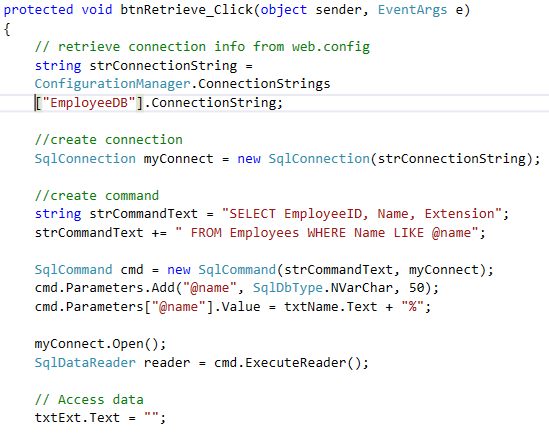 protected void btnRetrieve_Click(object sender, EventArgs e)
{
// retrieve connection info from web.config
string strConnectionString =
ConfigurationManager.ConnectionStrings
["EmployeeDB"].ConnectionString;
//create connection
SqlConnection myConnect = new SqlConnection(strConnectionString);
//create command
string strCommandText = "SELECT EmployeeID, Name, Extension";
strCommandText += " FROM Employees WHERE Name LIKE @name";
SqlCommand cmd = new SqlCommand(strCommandText, myConnect);
cmd.Parameters.Add("@name", SqlDbType.NVarChar, 50);
cmd.Parameters["@name"].Value = txtName.Text + "%";
myConnect.Open();
SqlDataReader reader = cmd.ExecuteReader();
// Access data
txtExt.Text = "";